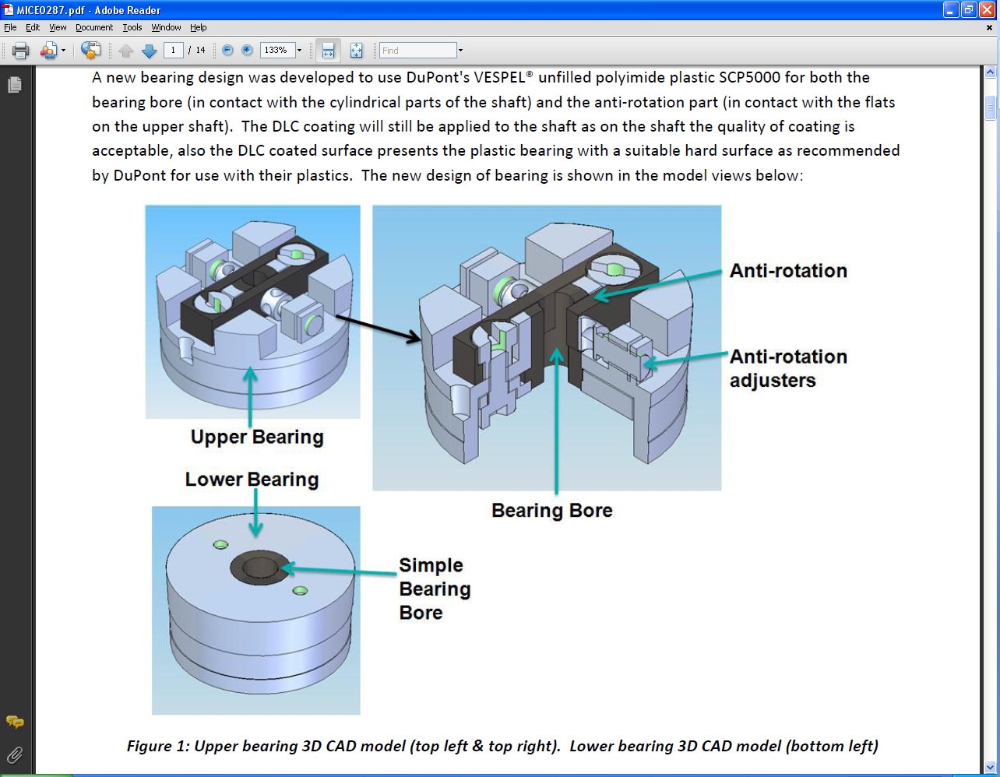 MICE0287.pdf - Adobe Reader
File Edit View Document Tools Window Help
1 / 14 133% Find
A new bearing design was developed to use DuPont's VESPEL® unfilled polyimide plastic SCP5000 for both the
bearing bore (in contact with the cylindrical parts of the shaft) and the anti-rotation part (in contact with the flats
on the upper shaft). The DLC coating will still be applied to the shaft as on the shaft the quality of coating is
acceptable, also the DLC coated surface presents the plastic bearing with a suitable hard surface as recommended
by DuPont for use with their plastics. The new design of bearing is shown in the model views below:
Anti-rotation
Anti-rotation
adjusters
Upper Bearing
Lower Bearing
Bearing Bore
Simple
Bearing
Bore
Figure 1: Upper bearing 3D CAD model (top left & top right). Lower bearing 3D CAD model (bottom left)